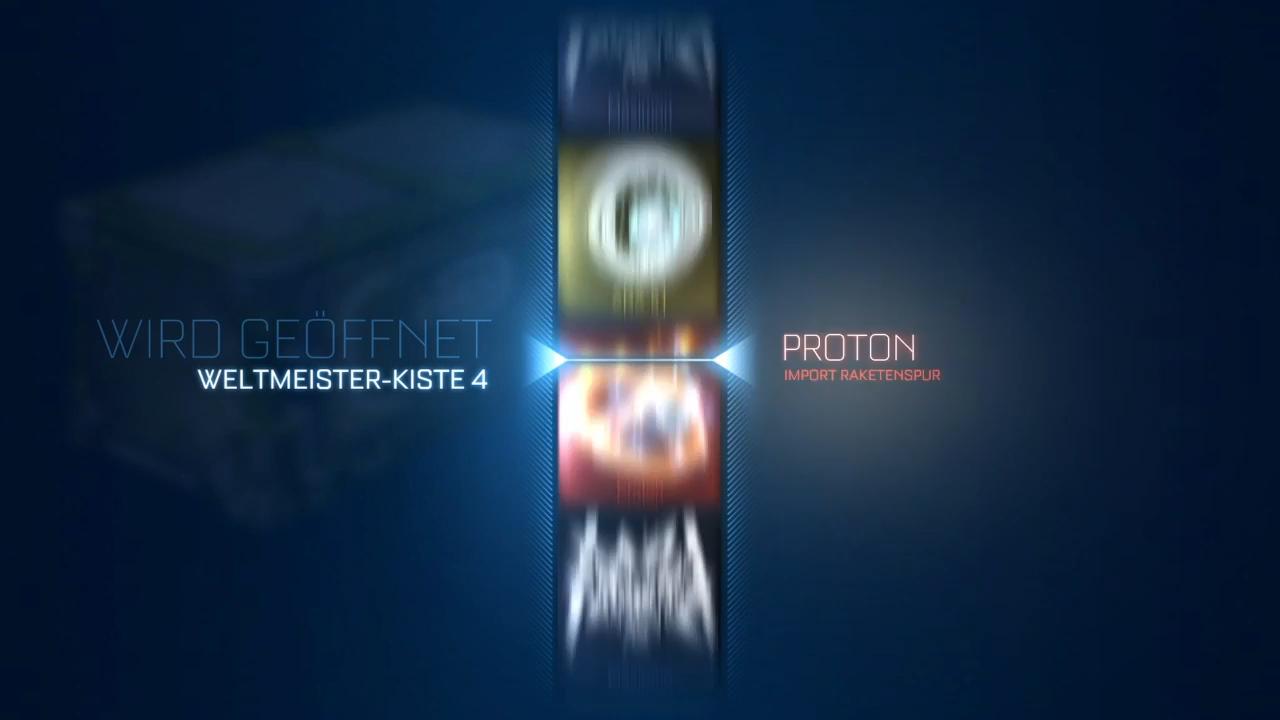 WIRD GEÖFFNET
WELTMEISTER-KISTE 4
PROTON
IMPORT RAKETENSPUR